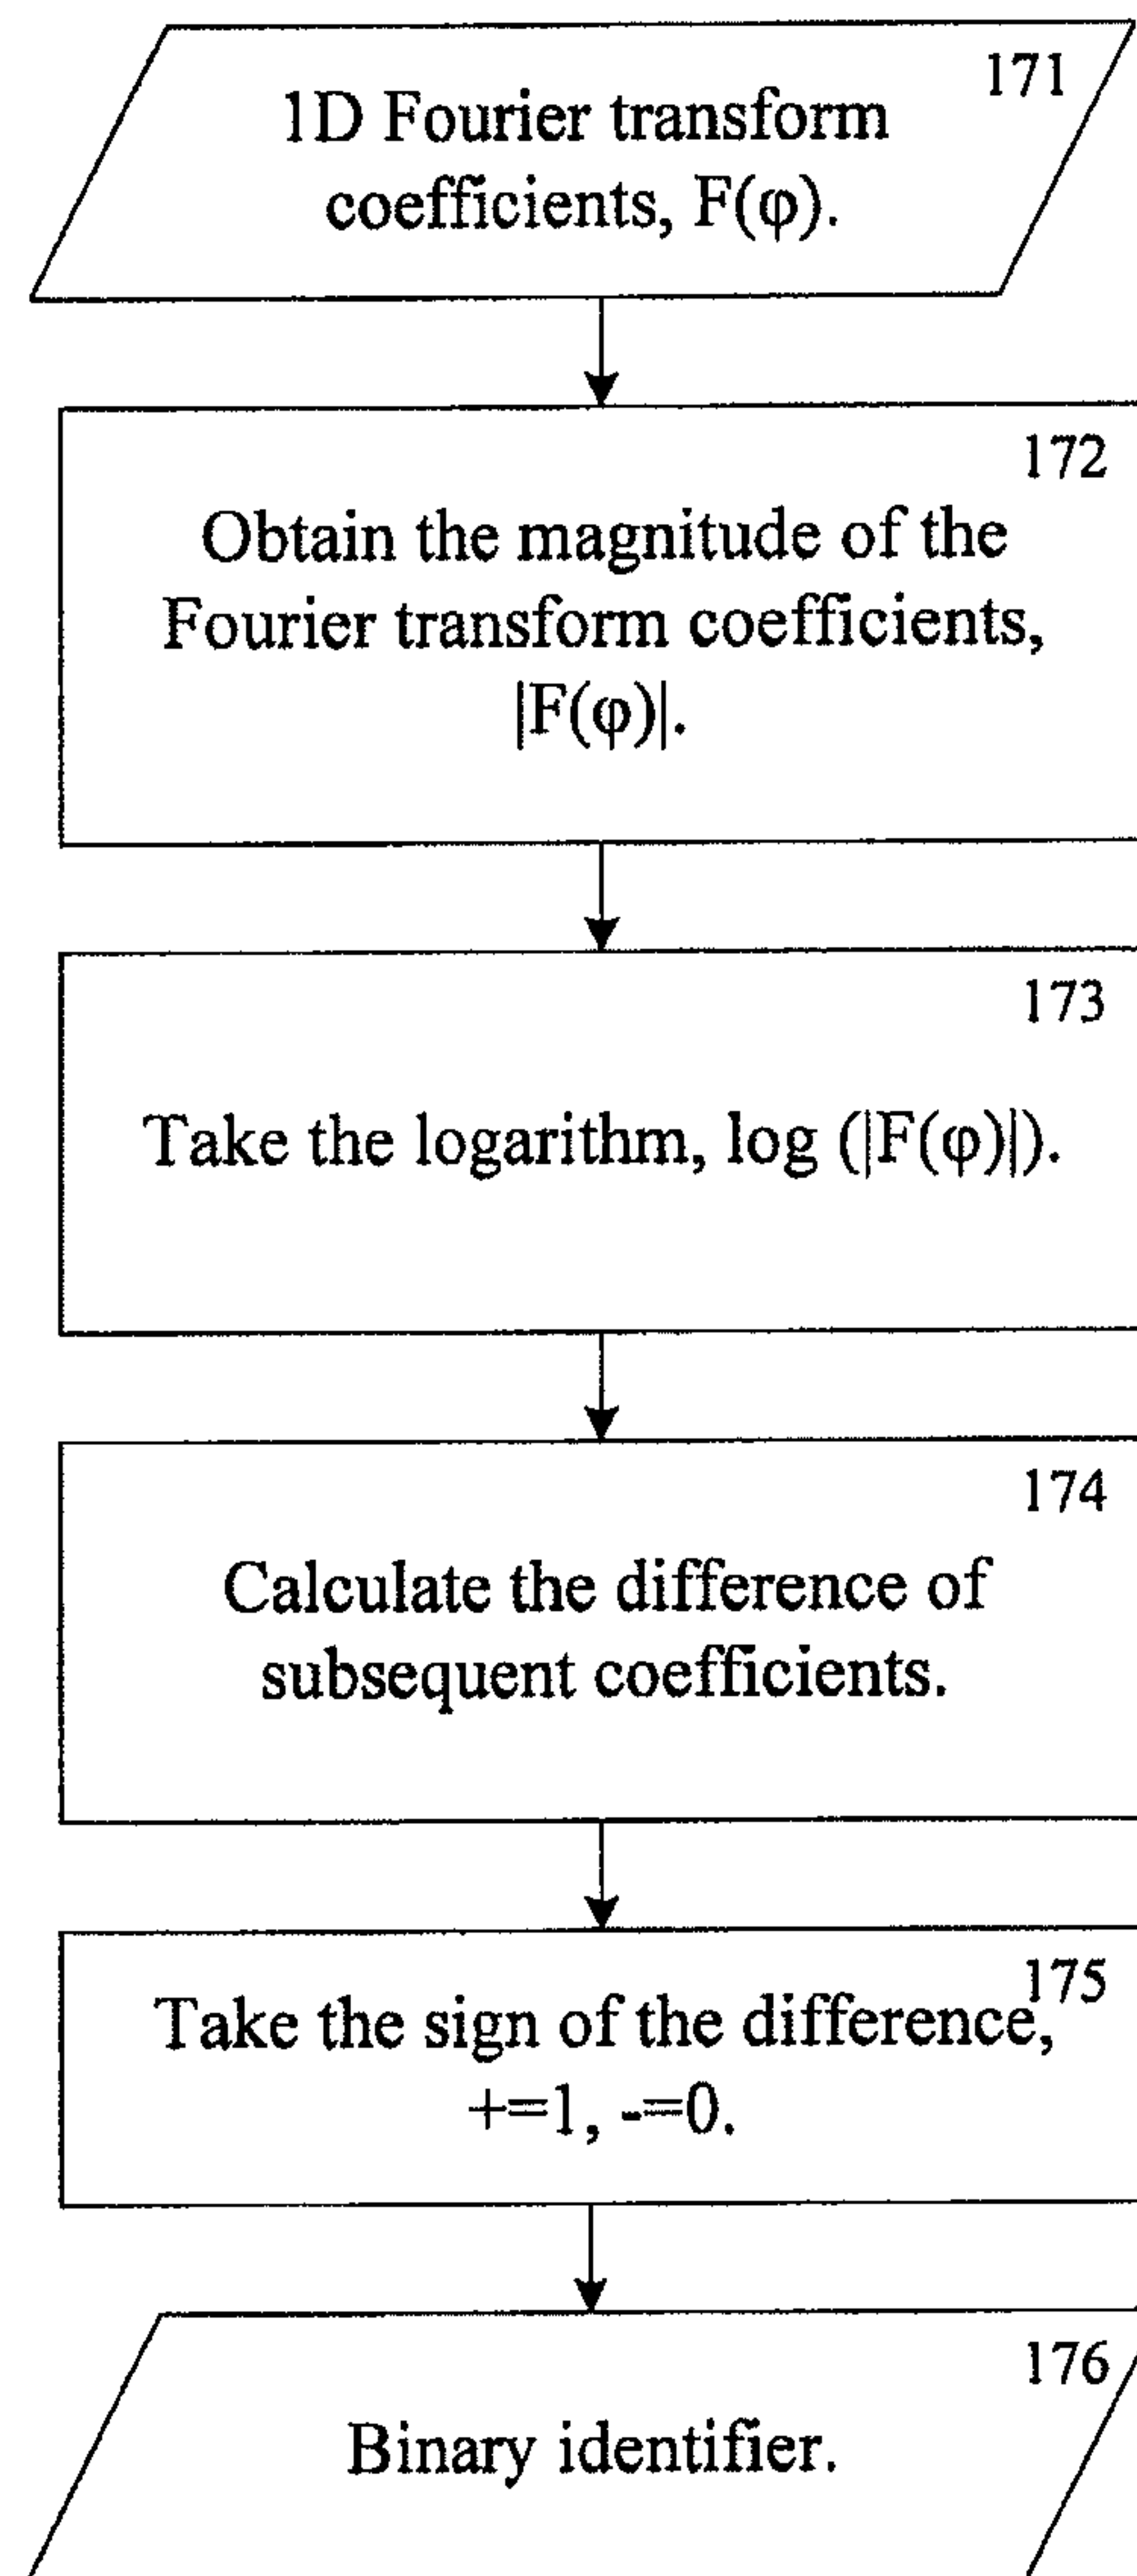 171
1D Fourier transform
coefficients, F(φ).
172
Obtain the magnitude of the
Fourier transform coefficients,
|F(φ)|.
173
Take the logarithm, log (|F(φ)|).
174
Calculate the difference of
subsequent coefficients.
175
Take the sign of the difference,
+=1, -=0.
176
Binary identifier.